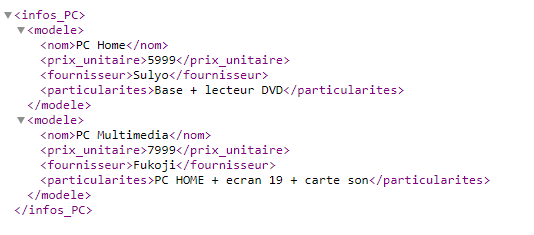 <infos_PC>
<modele>
<nom>PC Home</nom>
<prix_unitaire>5999</prix_unitaire>
<fournisseur>Sulyo</fournisseur>
<particularites>Base + lecteur DVD</particularites>
</modele>
<modele>
<nom>PC Multimedia</nom>
<prix_unitaire>7999</prix_unitaire>
<fournisseur>Fukoji</fournisseur>
<particularites>PC HOME + ecran 19 + carte son</particularites>
</modele>
</infos_PC>